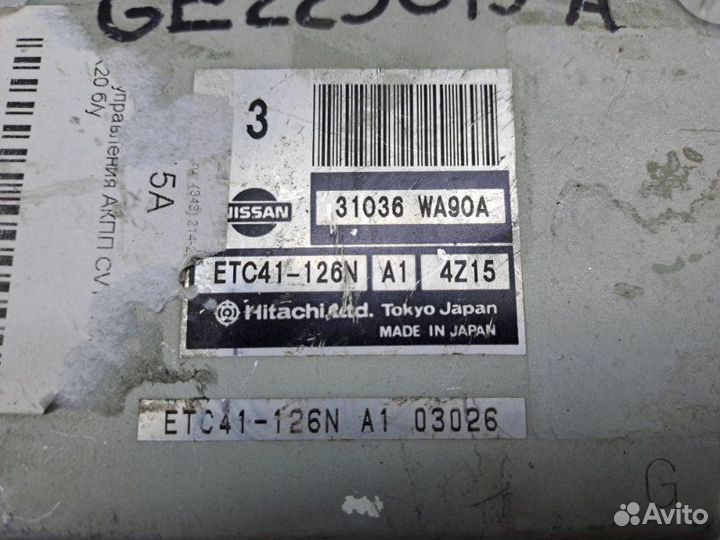 управления АКПП CV
20 б/у
5A
3
NISSAN
31036 WA90A
ETC41-126N A1 4Z15
Hitachi, Ltd. Tokyo Japan
MADE IN JAPAN
ETC41-126N A1 03026
G
Avito